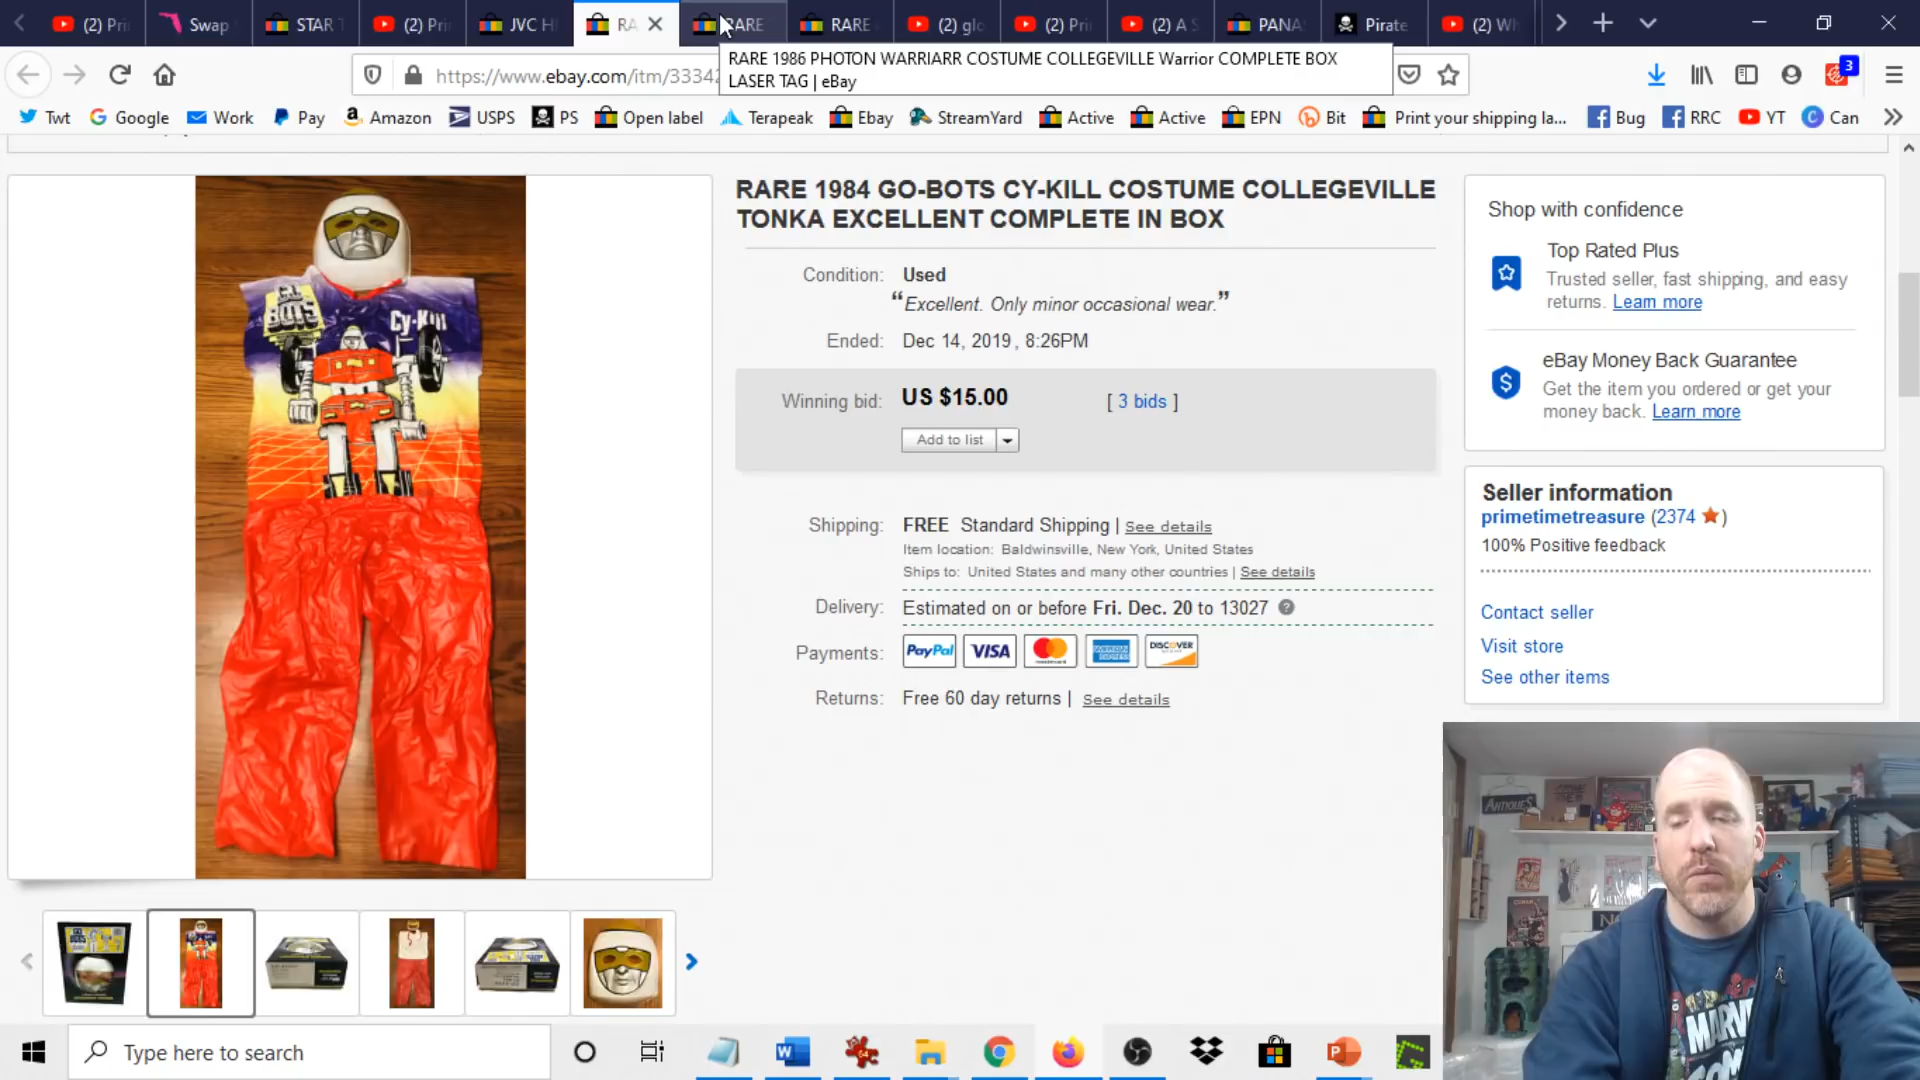 (2) Pri
Swap
STAR T
(2) Pri
JVC H
RA
RARE
RARE
(2) glo
(2) Pri
(2) A S
PANA
Pirate
(2) Wh
RARE 1986 PHOTON WARRIARR COSTUME COLLEGEVILLE Warrior COMPLETE BOX
LASER TAG | eBay
https://www.ebay.com/itm/33342
3
Twt
Google
Work
Pay
Amazon
USPS
PS
Open label
Terapeak
Ebay
StreamYard
Active
Active
EPN
Bit
Print your shipping la...
Bug
RRC
YT
Can
RARE 1984 GO-BOTS CY-KILL COSTUME COLLEGEVILLE
TONKA EXCELLENT COMPLETE IN BOX
Condition: Used
“Excellent. Only minor occasional wear.”
Ended: Dec 14, 2019 , 8:26PM
Winning bid: US $15.00 [ 3 bids ]
Add to list
Shipping: FREE Standard Shipping | See details
Item location: Baldwinsville, New York, United States
Ships to: United States and many other countries | See details
Delivery: Estimated on or before Fri. Dec. 20 to 13027
Payments: PayPal VISA MasterCard AMERICAN EXPRESS DISCOVER
Returns: Free 60 day returns | See details
Shop with confidence
Top Rated Plus
Trusted seller, fast shipping, and easy
returns. Learn more
eBay Money Back Guarantee
Get the item you ordered or get your
money back. Learn more
Seller information
primetimetreasure (2374 )
100% Positive feedback
Contact seller
Visit store
See other items
BOTS
Cy-Kill
ANTIQUES
MARV
Type here to search